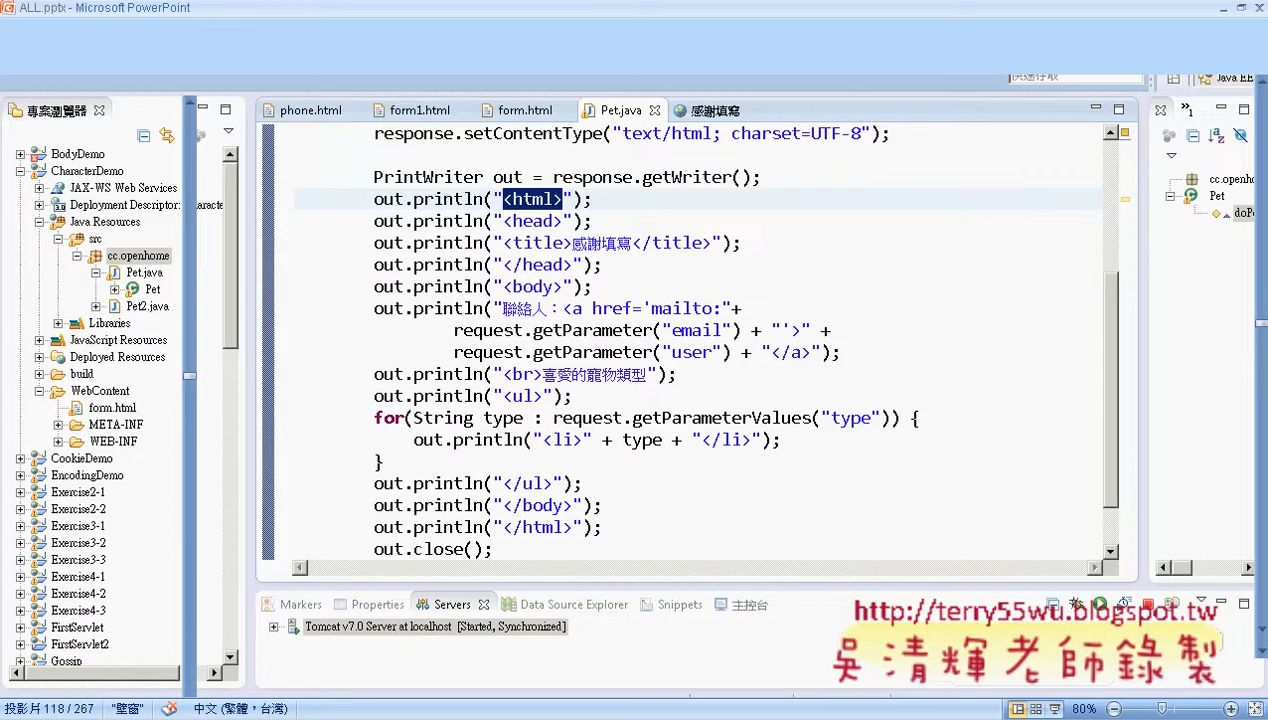 ALL.pptx - Microsoft PowerPoint
快速存取
Java EE
專案瀏覽器
phone.html
form1.html
form.html
Pet.java
感謝填寫
BodyDemo
CharacterDemo
JAX-WS Web Services
Deployment Descriptor: Characte
Java Resources
src
cc.openhome
Pet.java
Pet
Pet2.java
Libraries
JavaScript Resources
Deployed Resources
build
WebContent
form.html
META-INF
WEB-INF
CookieDemo
EncodingDemo
Exercise2-1
Exercise2-2
Exercise3-1
Exercise3-2
Exercise3-3
Exercise4-1
Exercise4-2
Exercise4-3
FirstServlet
FirstServlet2
Gossip
response.setContentType("text/html; charset=UTF-8");
PrintWriter out = response.getWriter();
out.println("<html>");
out.println("<head>");
out.println("<title>感謝填寫</title>");
out.println("</head>");
out.println("<body>");
out.println("聯絡人：<a href='mailto:"+
request.getParameter("email") + "'>" +
request.getParameter("user") + "</a>");
out.println("<br>喜愛的寵物類型");
out.println("<ul>");
for(String type : request.getParameterValues("type")) {
out.println("<li>" + type + "</li>");
}
out.println("</ul>");
out.println("</body>");
out.println("</html>");
out.close();
cc.openho
Pet
doPo
Markers
Properties
Servers
Data Source Explorer
Snippets
主控台
Tomcat v7.0 Server at localhost [Started, Synchronized]
http://terry55wu.blogspot.tw
吳清輝老師錄製
投影片 118 / 267
"壁窗"
中文 (繁體，台灣)
80%